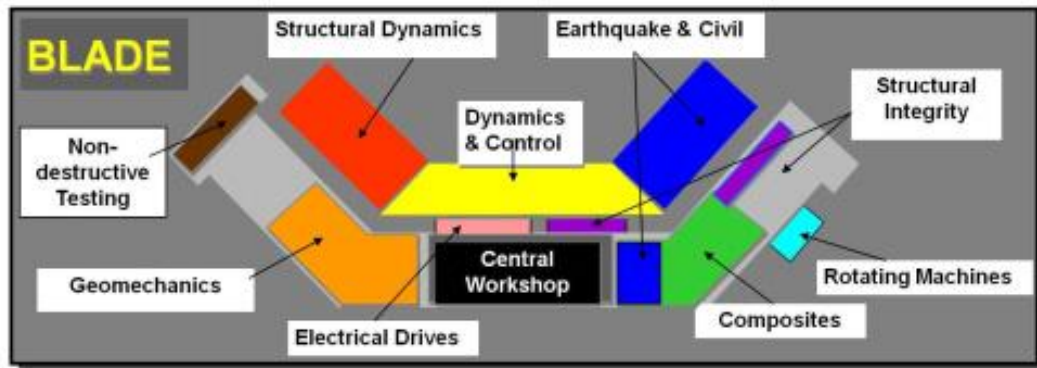 BLADE
Structural Dynamics
Earthquake & Civil
Structural
Integrity
Dynamics
& Control
Non-
destructive
Testing
Central
Workshop
Geomechanics
Rotating Machines
Electrical Drives
Composites